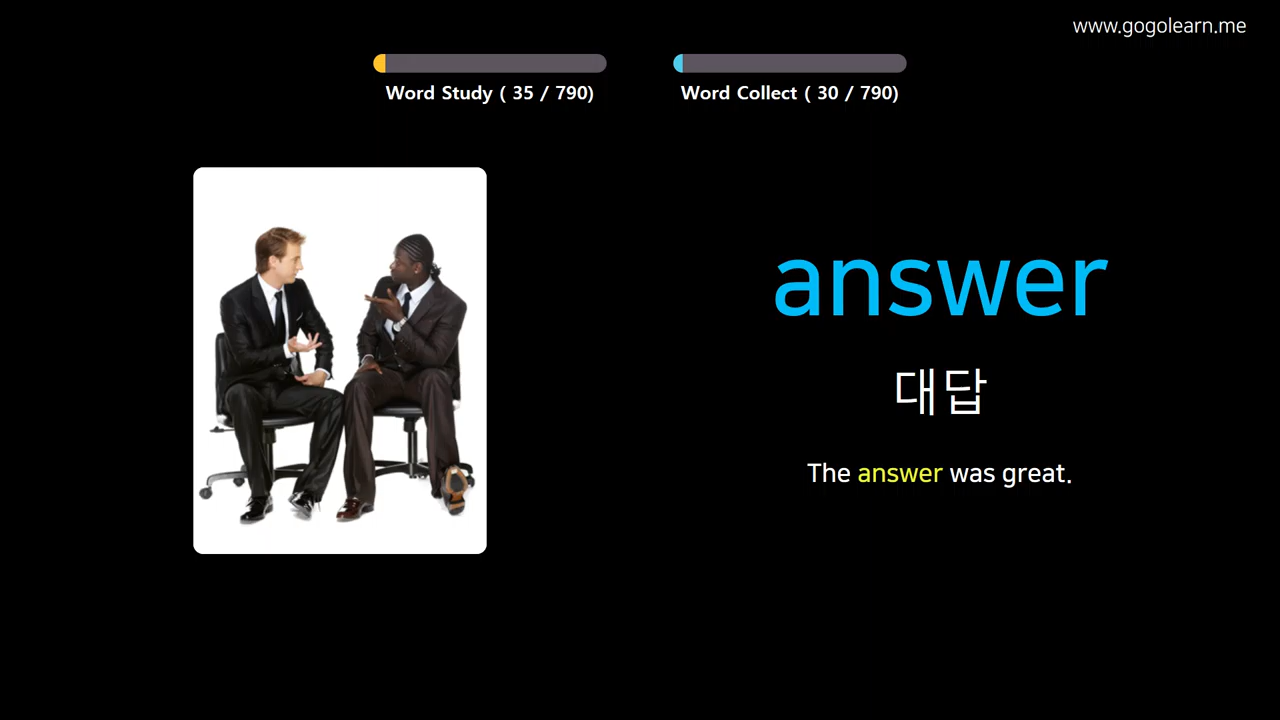 www.gogolearn.me
Word Study ( 35 / 790)
Word Collect ( 30 / 790)
answer
대답
The answer was great.